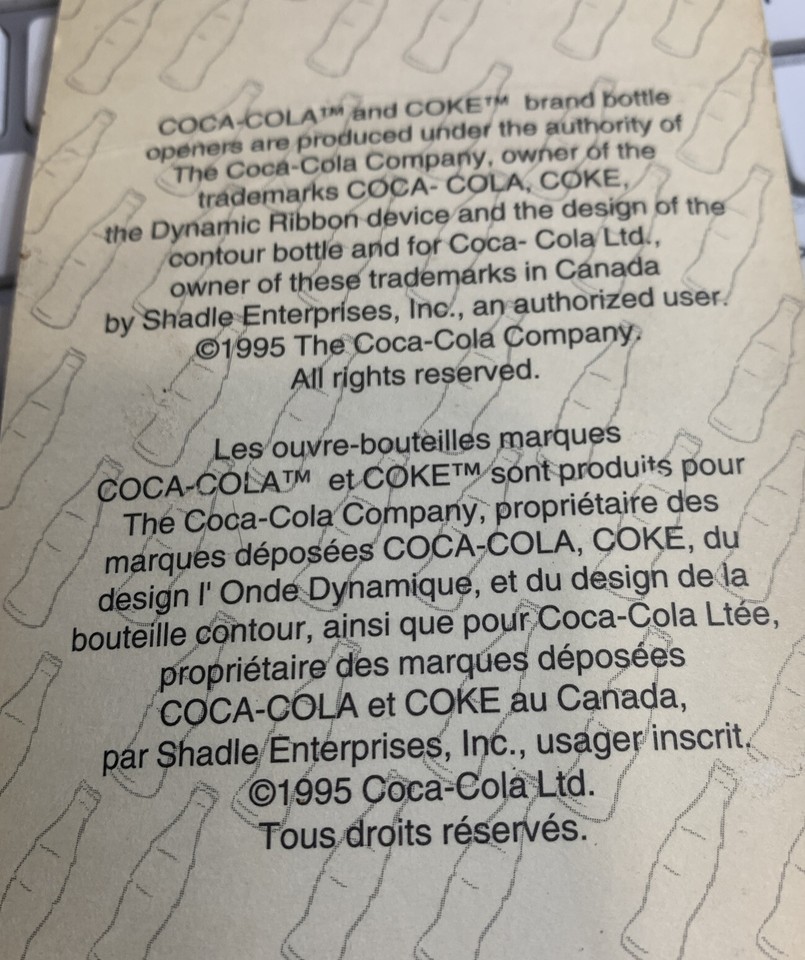 COCA-COLA™ and COKE™ brand bottle
openers are produced under the authority of
The Coca-Cola Company, owner of the
trademarks COCA- COLA, COKE,
the Dynamic Ribbon device and the design of the
contour bottle and for Coca- Cola Ltd.,
owner of these trademarks in Canada
by Shadle Enterprises, Inc., an authorized user.
©1995 The Coca-Cola Company.
All rights reserved.
Les ouvre-bouteilles marques
COCA-COLA™ et COKE™ sont produits pour
The Coca-Cola Company, propriétaire des
marques déposées COCA-COLA, COKE, du
design l' Onde Dynamique, et du design de la
bouteille contour, ainsi que pour Coca-Cola Ltée,
propriétaire des marques déposées
COCA-COLA et COKE au Canada,
par Shadle Enterprises, Inc., usager inscrit.
©1995 Coca-Cola Ltd.
Tous droits réservés.